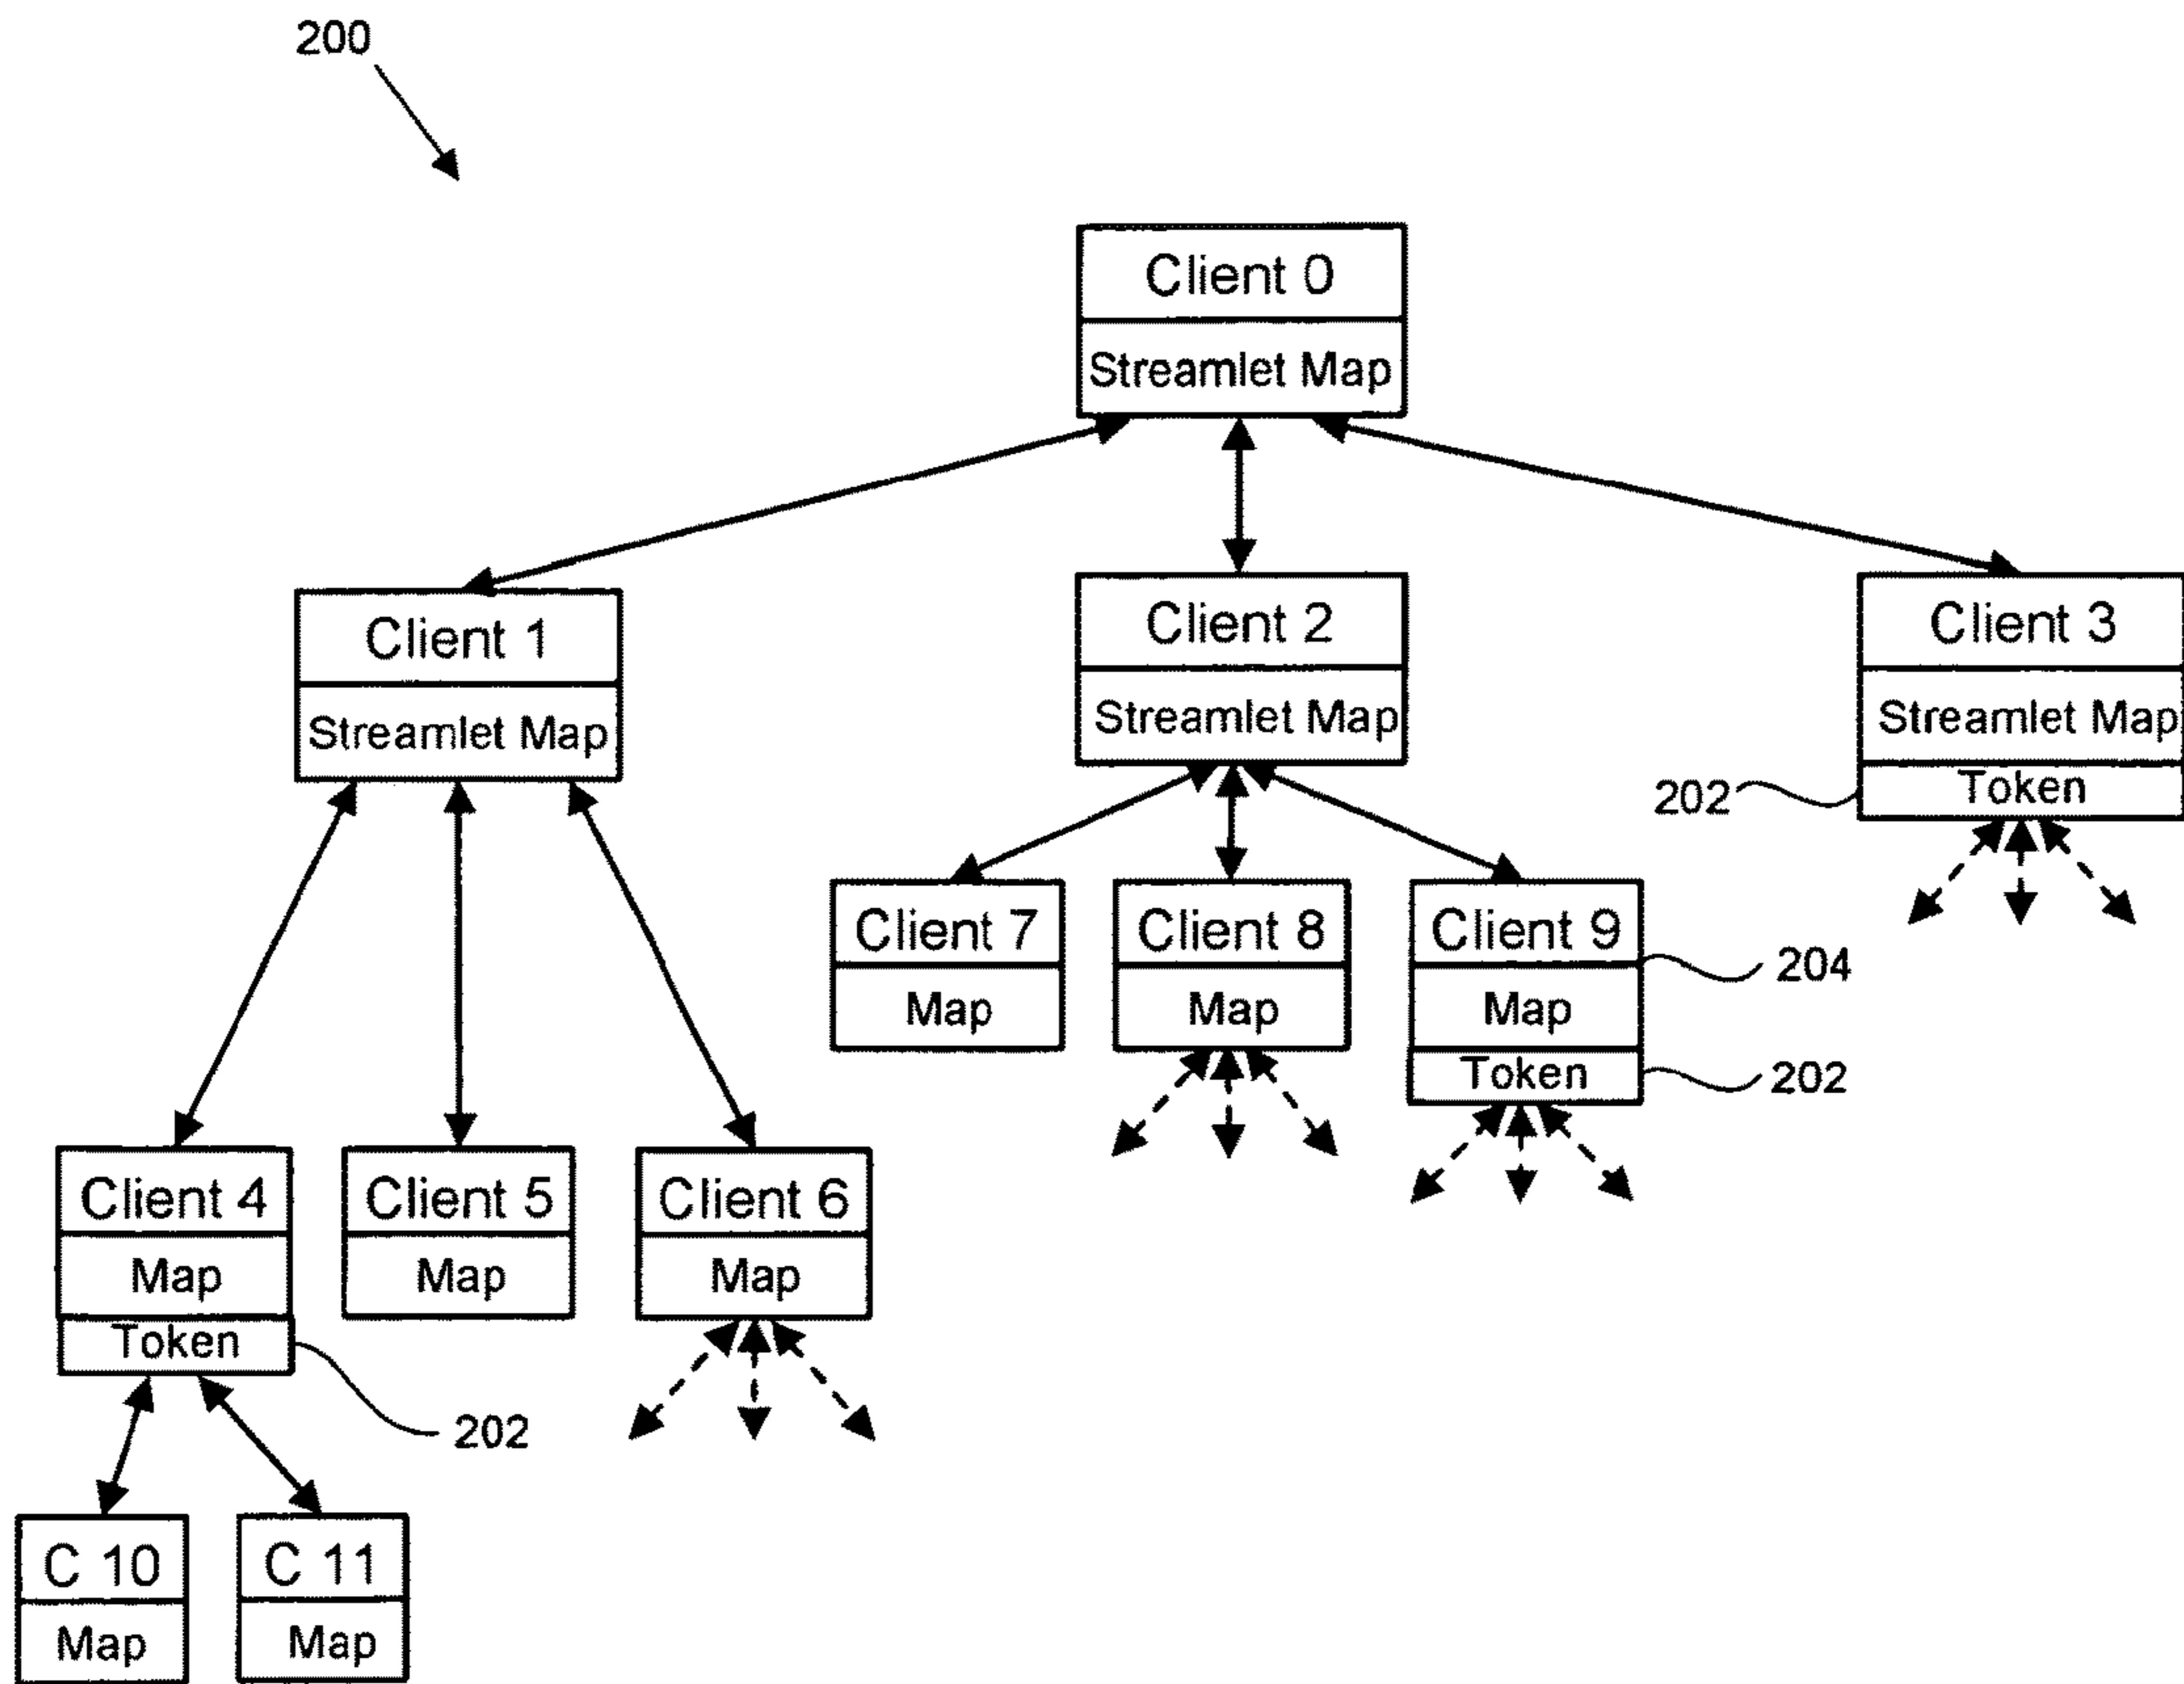 200
Client 0
Streamlet Map
Client 1
Streamlet Map
Client 2
Streamlet Map
Client 3
Streamlet Map
Token
202
Client 7
Map
Client 8
Map
Client 9
Map
Token
204
202
Client 4
Map
Token
202
Client 5
Map
Client 6
Map
C 10
Map
C 11
Map